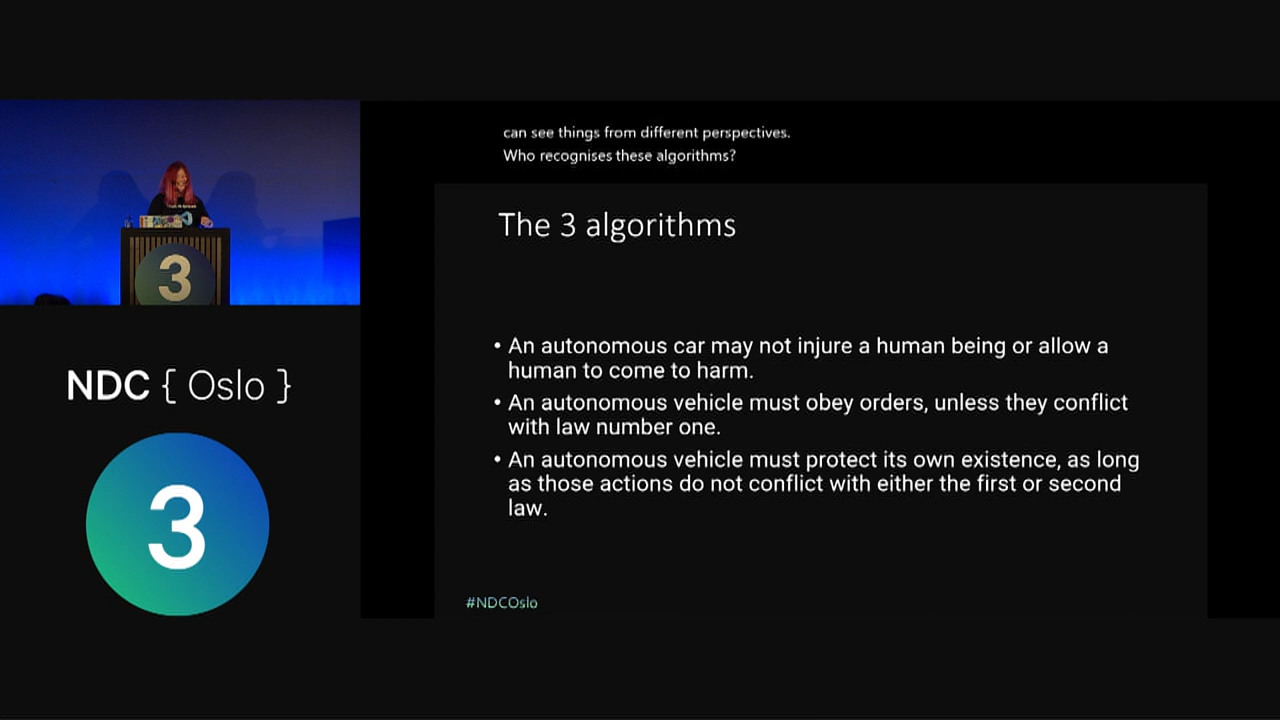 can see things from different perspectives.
Who recognises these algorithms?
The 3 algorithms
• An autonomous car may not injure a human being or allow a
human to come to harm.
• An autonomous vehicle must obey orders, unless they conflict
with law number one.
• An autonomous vehicle must protect its own existence, as long
as those actions do not conflict with either the first or second
law.
#NDCOslo
3
NDC { Oslo }
3